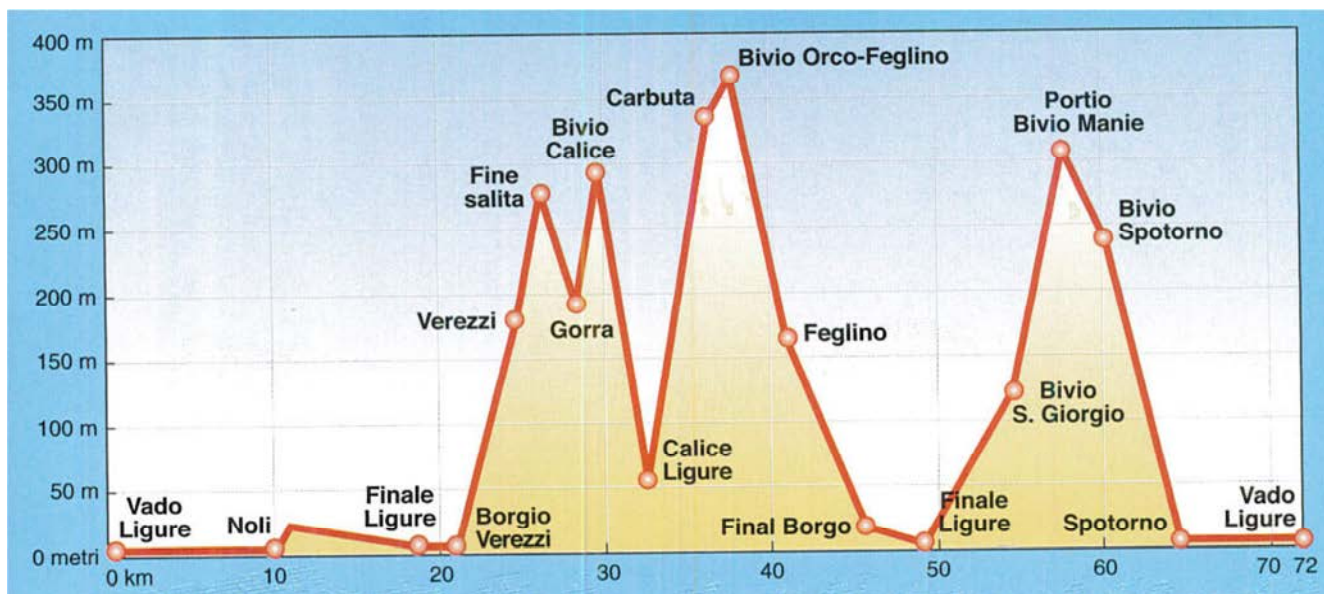 400 m
350 m
300 m
250 m
200 m
150 m
100 m
50 m
0 metri
Vado
Ligure
Noli
Finale
Ligure
Borgio
Verezzi
Verezzi
Fine
salita
Gorra
Bivio
Calice
Calice
Ligure
Carbuta
Bivio Orco-Feglino
Feglino
Final Borgo
Finale
Ligure
Bivio
S. Giorgio
Portio
Bivio Manie
Bivio
Spotorno
Spotorno
Vado
Ligure
0 km
10
20
30
40
50
60
70 72